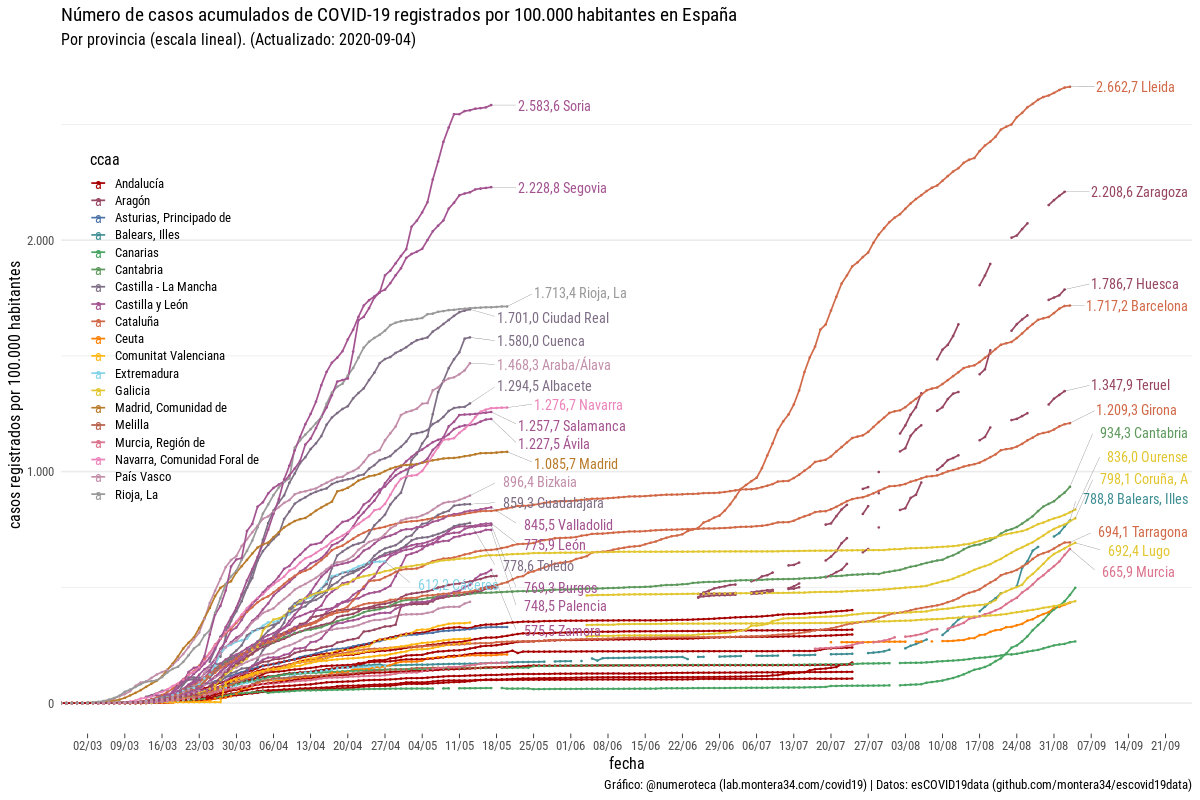 Número de casos acumulados de COVID-19 registrados por 100.000 habitantes en España
Por provincia (escala lineal). (Actualizado: 2020-09-04)
2.662,7 Lleida
2.583,6 Soria
ccaa
Andalucía
Aragón
Asturias, Principado de
Balears, Illes
Canarias
Cantabria
Castilla - La Mancha
Castilla y León
Cataluña
Ceuta
Comunitat Valenciana
Extremadura
Galicia
Madrid, Comunidad de
Melilla
Murcia, Región de
Navarra, Comunidad Foral de
País Vasco
Rioja, La
2.228,8 Segovia
2.208,6 Zaragoza
1.786,7 Huesca
1.713,4 Rioja, La
1.717,2 Barcelona
1.701,0 Ciudad Real
1.580,0 Cuenca
1.468,3 Araba/Álava
1.294,5 Albacete
1.347,9 Teruel
1.276,7 Navarra
1.209,3 Girona
1.257,7 Salamanca
1.227,5 Ávila
934,3 Cantabria
1.085,7 Madrid
836,0 Ourense
896,4 Bizkaia
798,1 Coruña, A
859,3 Guadalajara
788,8 Balears, Illes
845,5 Valladolid
694,1 Tarragona
775,9 León
692,4 Lugo
778,6 Toledo
665,9 Murcia
612,2 Cáceres
769,3 Burgos
748,5 Palencia
575,5 Zamora
casos registrados por 100.000 habitantes
2.000
1.000
0
02/03 09/03 16/03 23/03 30/03 06/04 13/04 20/04 27/04 04/05 11/05 18/05 25/05 01/06 08/06 15/06 22/06 29/06 06/07 13/07 20/07 27/07 03/08 10/08 17/08 24/08 31/08 07/09 14/09 21/09
fecha
Gráfico: @numeroteca (lab.montera34.com/covid19) | Datos: esCOVID19data (github.com/montera34/escovid19data)